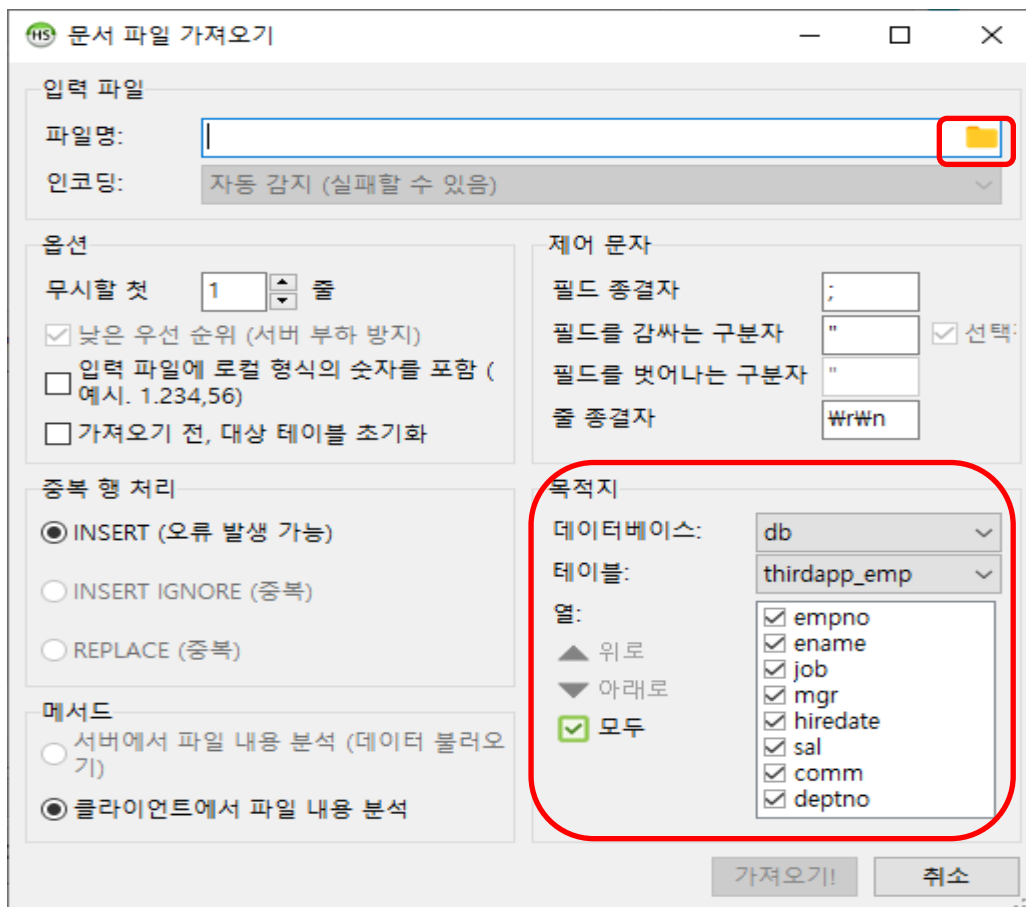 HS 문서 파일 가져오기
입력 파일
파일명:
인코딩: 자동 감지 (실패할 수 있음)
옵션
무시할 첫 1 줄
낮은 우선 순위 (서버 부하 방지)
입력 파일에 로컬 형식의 숫자를 포함 (
예시. 1.234,56)
가져오기 전, 대상 테이블 초기화
제어 문자
필드 종결자 ;
필드를 감싸는 구분자 " 선택
필드를 벗어나는 구분자 "
줄 종결자 ₩r₩n
중복 행 처리
INSERT (오류 발생 가능)
INSERT IGNORE (중복)
REPLACE (중복)
메서드
서버에서 파일 내용 분석 (데이터 불러오
기)
클라이언트에서 파일 내용 분석
목적지
데이터베이스: db
테이블: thirdapp_emp
열:
위로
아래로
모두
empno
ename
job
mgr
hiredate
sal
comm
deptno
가져오기! 취소